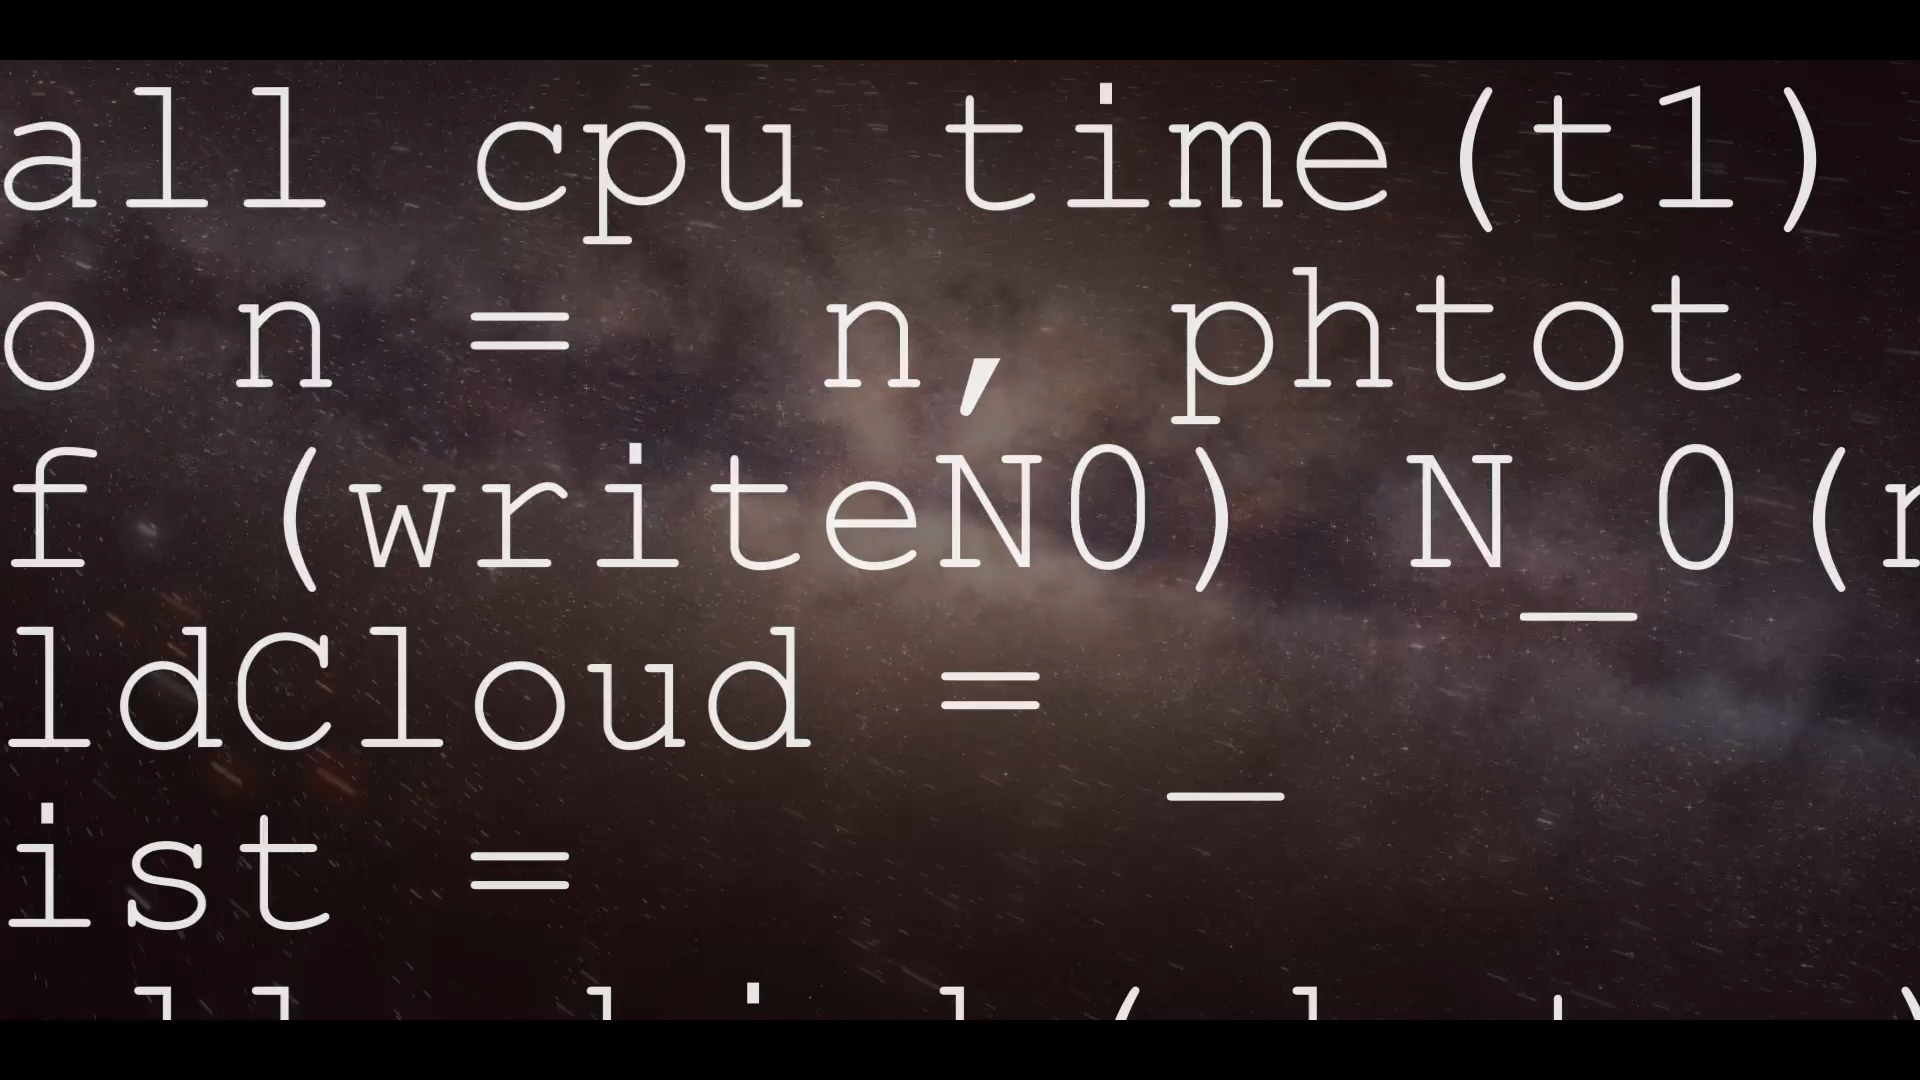 all cpu time(t1)
o n =  n, phtot
f (writeN0) N_0(
ldCloud = _
ist =